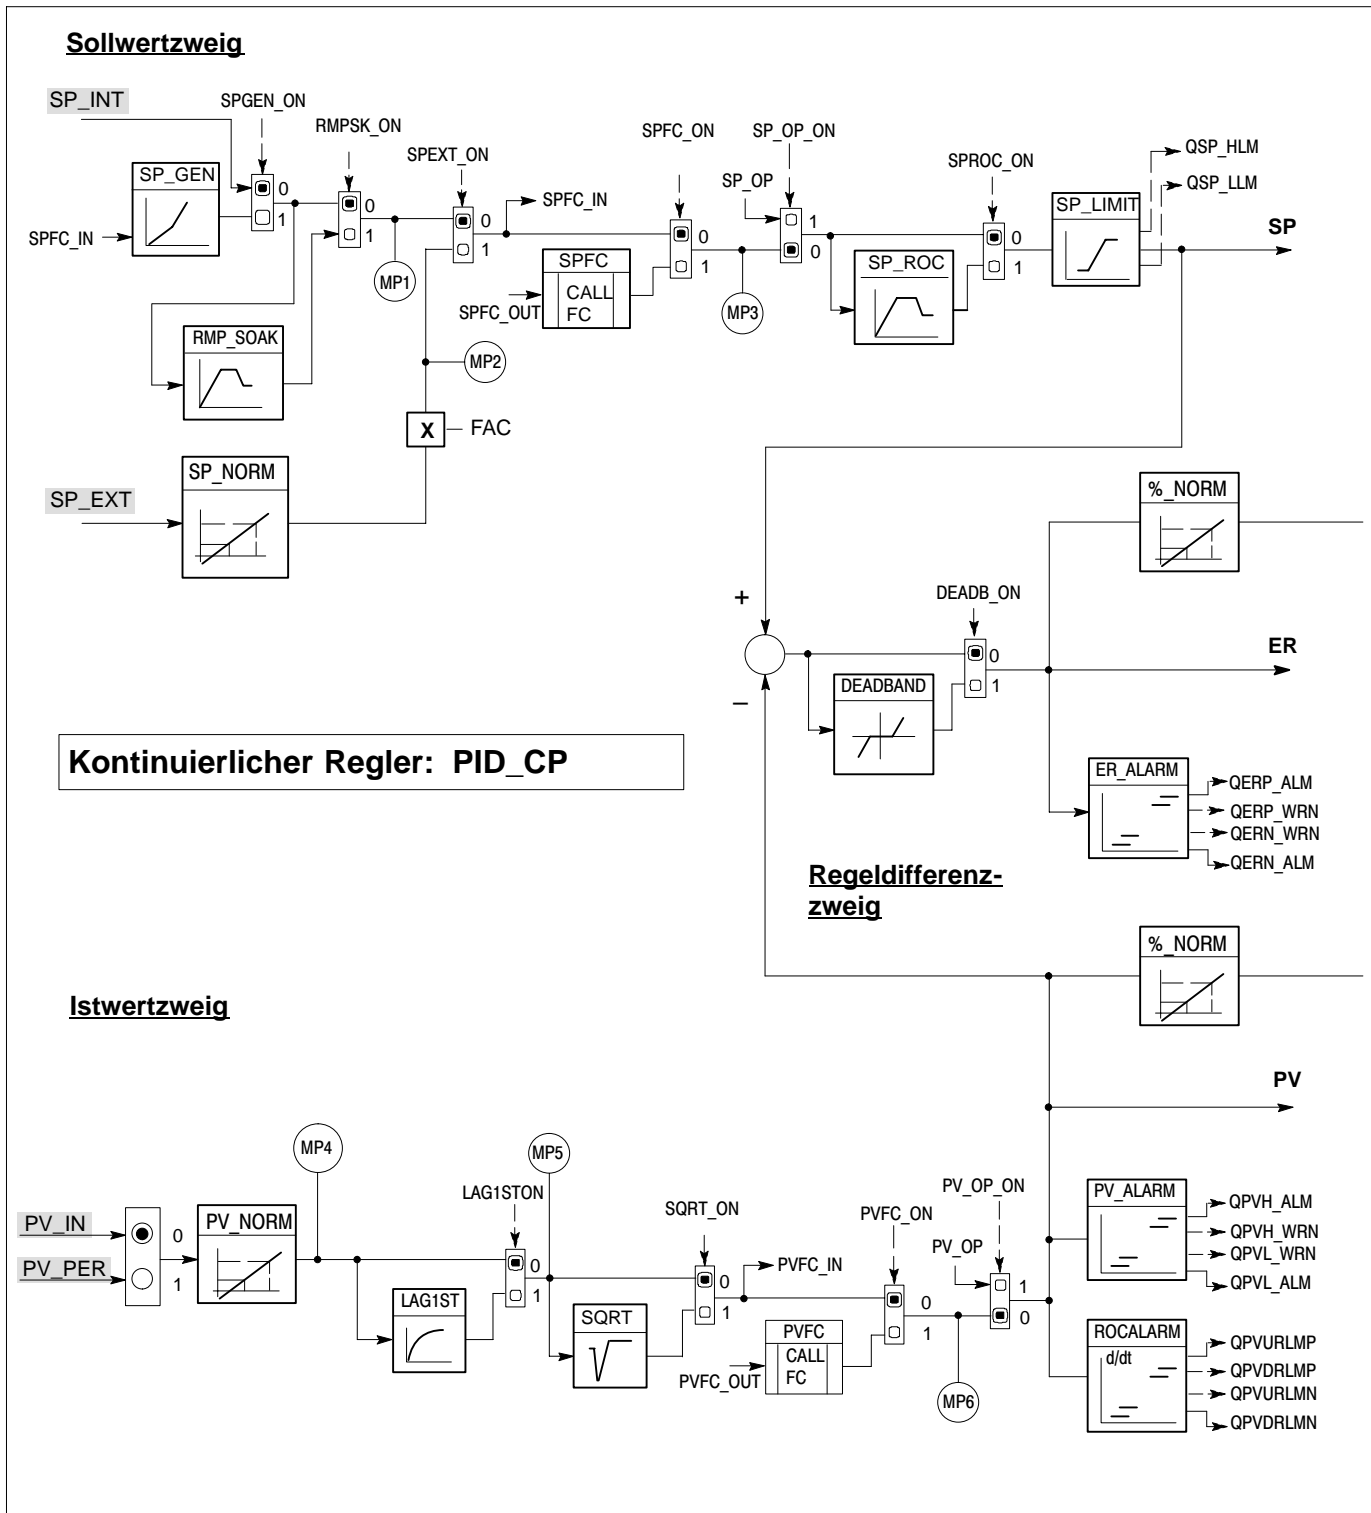 Sollwertzweig
SP_INT
SPGEN_ON
RMPSK_ON
SPEXT_ON
SPFC_ON
SP_OP_ON
SPROC_ON
QSP_HLM
QSP_LLM
SP_GEN
0
1
0
1
0
1
SPFC_IN
0
1
SP_OP
1
0
0
1
SP_LIMIT
SP
SPFC_IN
MP1
SPFC
CALL
FC
SPFC_OUT
MP3
SP_ROC
RMP_SOAK
MP2
X
FAC
SP_NORM
SP_EXT
%_NORM
+
DEADB_ON
0
1
ER
–
DEADBAND
Kontinuierlicher Regler: PID_CP
ER_ALARM
QERP_ALM
QERP_WRN
QERN_WRN
QERN_ALM
Regeldifferenz-
zweig
%_NORM
Istwertzweig
PV
MP4
MP5
LAG1STON
SQRT_ON
PVFC_ON
PV_OP_ON
PV_ALARM
QPVH_ALM
QPVH_WRN
QPVL_WRN
QPVL_ALM
PV_IN
PV_PER
0
1
PV_NORM
0
1
0
1
PVFC_IN
0
1
PV_OP
1
0
LAG1ST
SQRT
PVFC
CALL
FC
PVFC_OUT
MP6
ROCALARM
d/dt
QPVURLMP
QPVDRLMP
QPVURLMN
QPVDRLMN